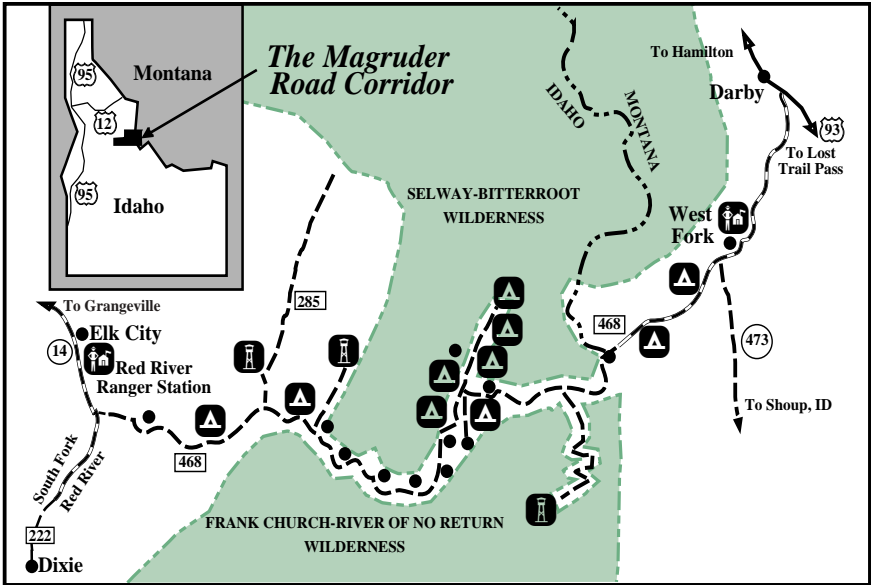 The Magruder
Road Corridor
Montana
95
12
95
Idaho
To Hamilton
Darby
93
To Lost
Trail Pass
IDAHO
MONTANA
SELWAY-BITTERROOT
WILDERNESS
West
Fork
285
468
473
To Shoup, ID
To Grangeville
Elk City
14
Red River
Ranger Station
468
South Fork
Red River
222
Dixie
FRANK CHURCH-RIVER OF NO RETURN
WILDERNESS